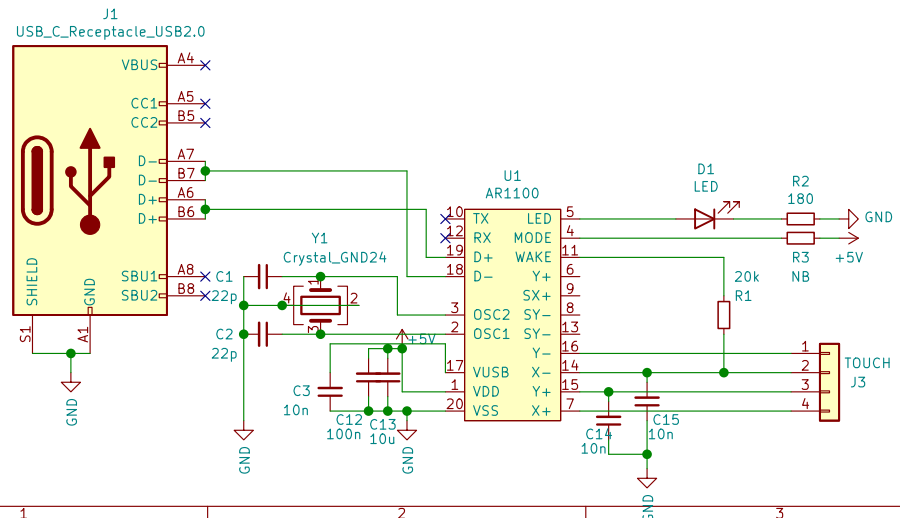 J1
USB_C_Receptacle_USB2.0
VBUS A4
CC1 A5
CC2 B5
D- A7
D- B7
D+ A6
D+ B6
SBU1 A8
SBU2 B8
SHIELD
GND
S1
A1
GND
C1
22p
C2
22p
GND
Y1
Crystal_GND24
1
4
2
3
+5V
C3
10n
C12
100n
C13
10u
GND
U1
AR1100
10 TX
12 RX
19 D+
18 D-
3 OSC2
2 OSC1
17 VUSB
1 VDD
20 VSS
LED 5
MODE 4
WAKE 11
Y+ 6
SX+ 9
SY- 8
SY- 13
Y- 16
X- 14
Y+ 15
X+ 7
D1
LED
R2
180
GND
R3
NB
+5V
20k
R1
C14
10n
C15
10n
GND
1
2
3
4
TOUCH
J3
1
2
3